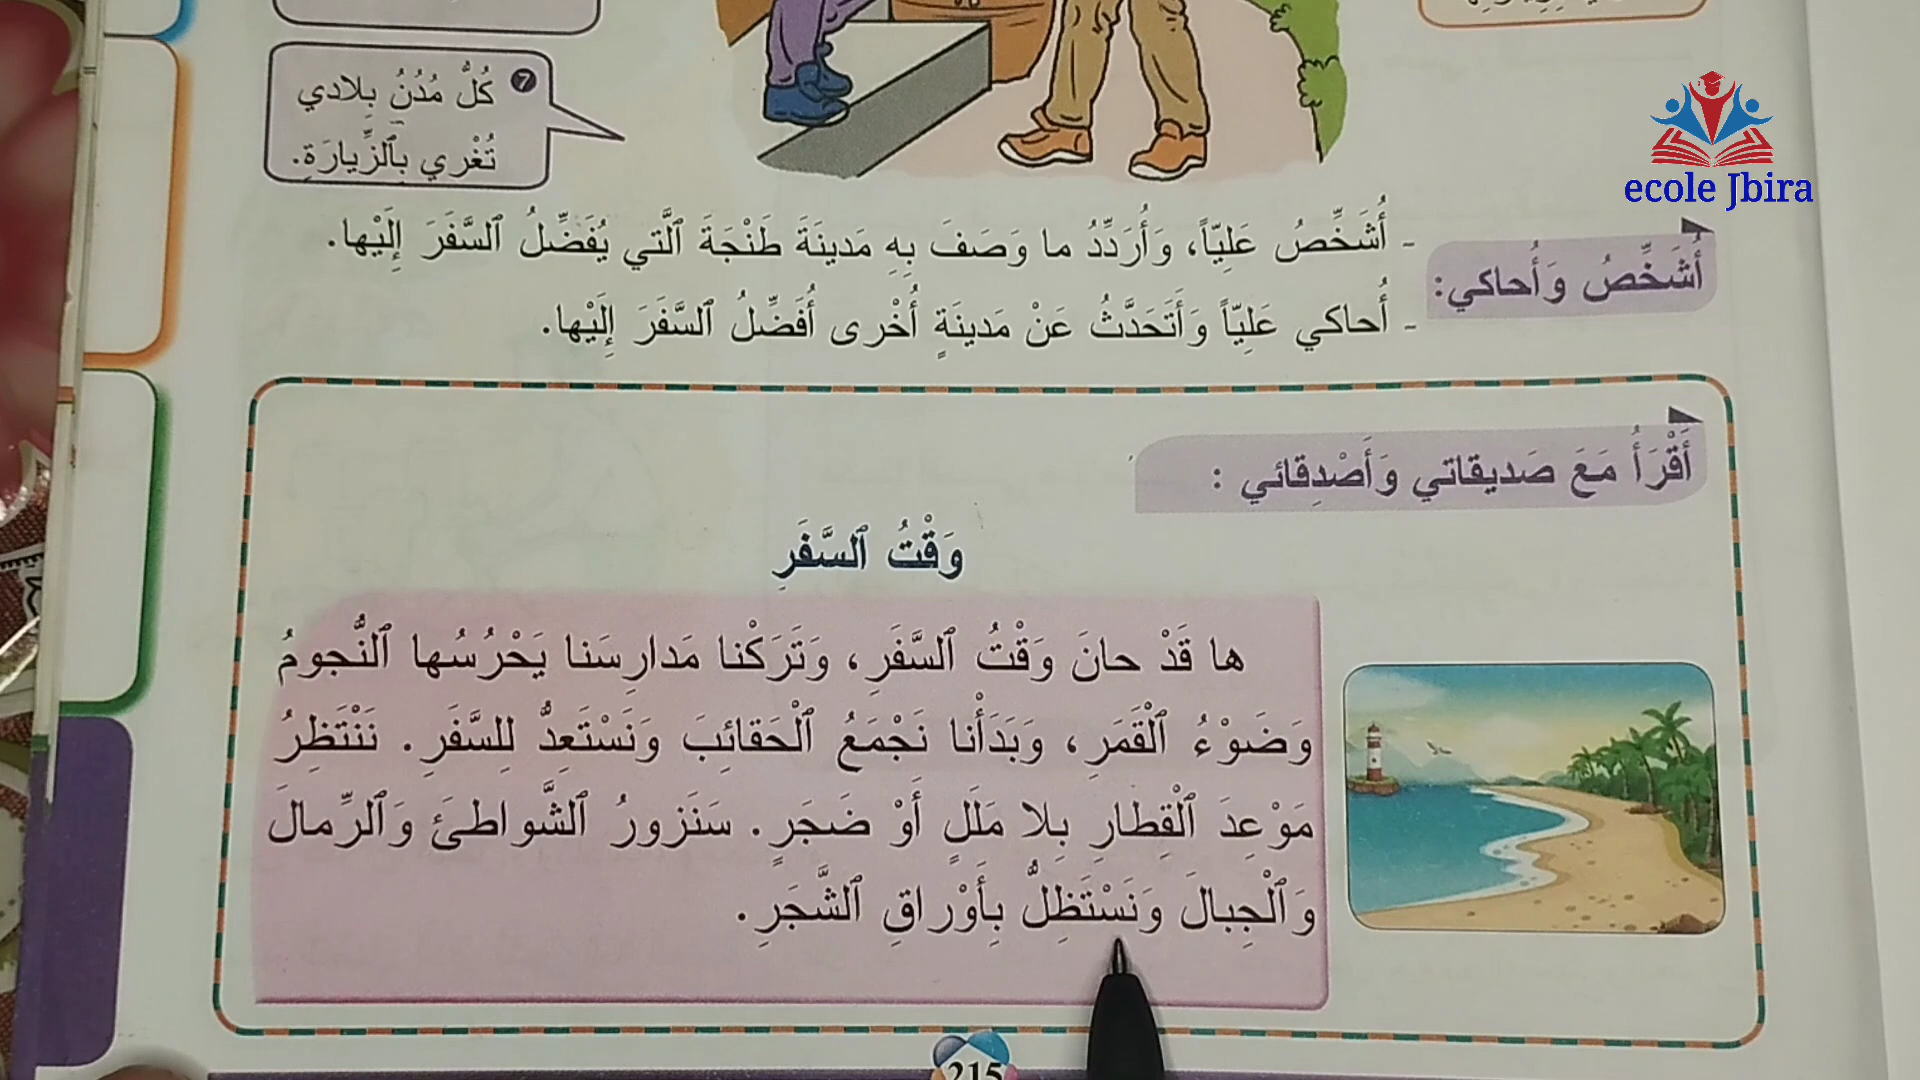 7 كُلُّ مُدُنِ بِلادي
تُغْري بِٱلزِّيارَةِ.
ecole Jbira
أُشَخِّصُ وَأُحاكي:
- أُشَخِّصُ عَلِيّاً، وَأُرَدِّدُ ما وَصَفَ بِهِ مَدينَةَ طَنْجَةَ ٱلَّتي يُفَضِّلُ ٱلسَّفَرَ إِلَيْها.
- أُحاكي عَلِيّاً وَأَتَحَدَّثُ عَنْ مَدينَةٍ أُخْرى أُفَضِّلُ ٱلسَّفَرَ إِلَيْها.
أَقْرَأُ مَعَ صَديقاتي وَأَصْدِقائي :
وَقْتُ ٱلسَّفَرِ
ها قَدْ حانَ وَقْتُ ٱلسَّفَرِ، وَتَرَكْنا مَدارِسَنا يَحْرُسُها ٱلنُّجومُ
وَضَوْءُ ٱلْقَمَرِ، وَبَدَأْنا نَجْمَعُ ٱلْحَقائِبَ وَنَسْتَعِدُّ لِلسَّفَرِ. نَنْتَظِرُ
مَوْعِدَ ٱلْقِطارِ بِلا مَلَلٍ أَوْ ضَجَرٍ. سَنَزورُ ٱلشَّواطِئَ وَٱلرِّمالَ
وَٱلْجِبالَ وَنَسْتَظِلُّ بِأَوْراقِ ٱلشَّجَرِ.
215